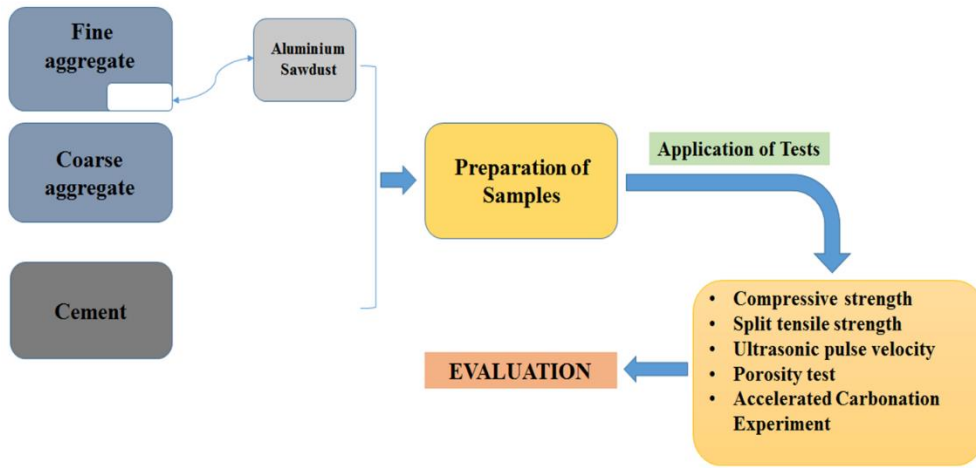 Fine
aggregate
Aluminium
Sawdust
Coarse
aggregate
Cement
Preparation of
Samples
Application of Tests
• Compressive strength
• Split tensile strength
• Ultrasonic pulse velocity
• Porosity test
• Accelerated Carbonation
Experiment
EVALUATION